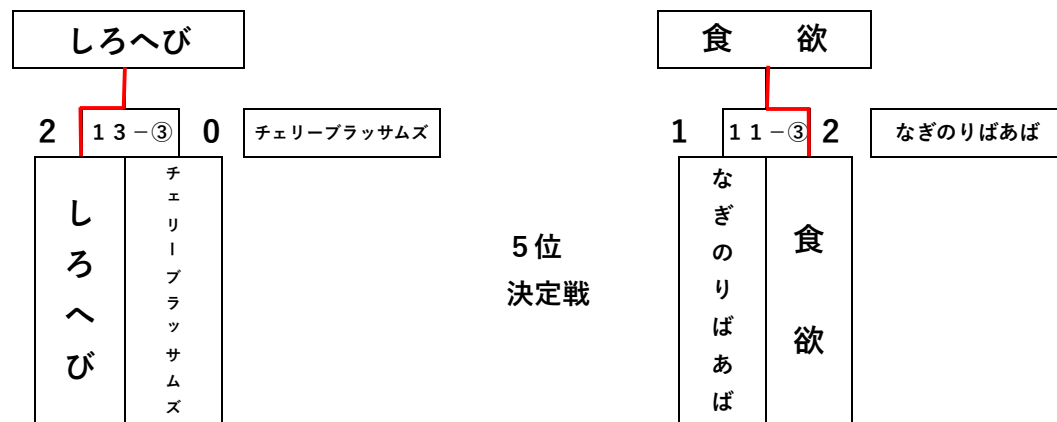 しろへび
食　欲
2
１３－③
0
チェリーブラッサムズ
1
１１－③
2
なぎのりばあば
しろへび
チェリーブラッサムズ
５位
決定戦
なぎのりばあば
食　欲